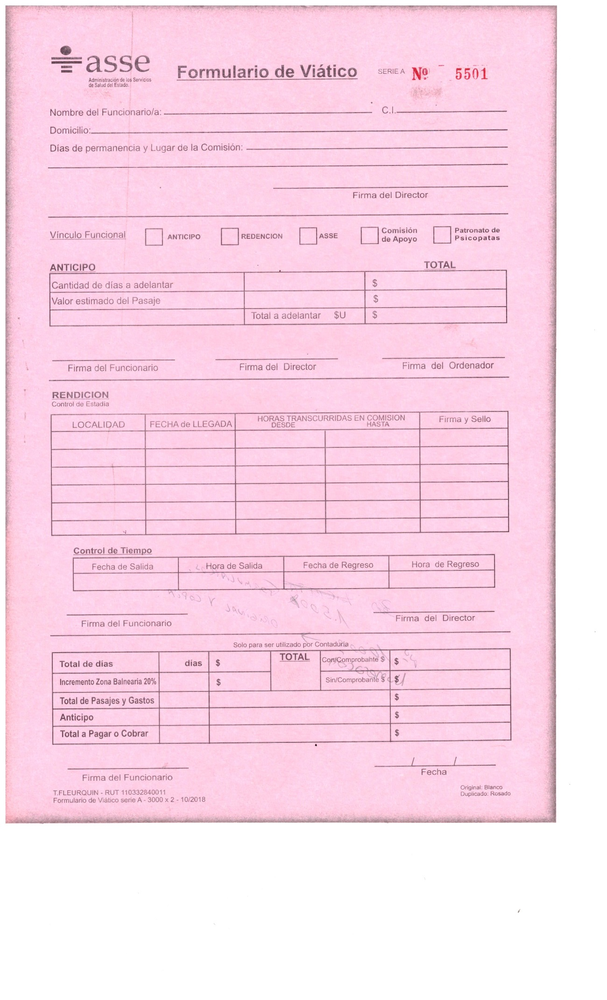 asse
Administración de los Servicios
de Salud del Estado.
Formulario de Viático
SERIE A Nº 5501
Nombre del Funcionario/a: C.I.
Domicilio:
Días de permanencia y Lugar de la Comisión:
Firma del Director
Vínculo Funcional ANTICIPO REDENCION ASSE Comisión de Apoyo Patronato de Psicopatas
ANTICIPO TOTAL
Cantidad de días a adelantar $
Valor estimado del Pasaje $
Total a adelantar $U $
Firma del Funcionario Firma del Director Firma del Ordenador
RENDICION
Control de Estadía
LOCALIDAD FECHA de LLEGADA HORAS TRANSCURRIDAS EN COMISION Firma y Sello
DESDE HASTA
Control de Tiempo
Fecha de Salida Hora de Salida Fecha de Regreso Hora de Regreso
FORMULARIOS
1.500
ORIGINAL Y COPIA
Firma del Funcionario Firma del Director
Solo para ser utilizado por Contaduría
Total de días días $ TOTAL Con/Comprobante $ $
Incremento Zona Balnearia 20% $ Sin/Comprobante $ $
Total de Pasajes y Gastos $
Anticipo $
Total a Pagar o Cobrar $
/ /
Firma del Funcionario Fecha
T.FLEURQUIN - RUT 110332840011
Formulario de Viático serie A - 3000 x 2 - 10/2018
Original: Blanco
Duplicado: Rosado